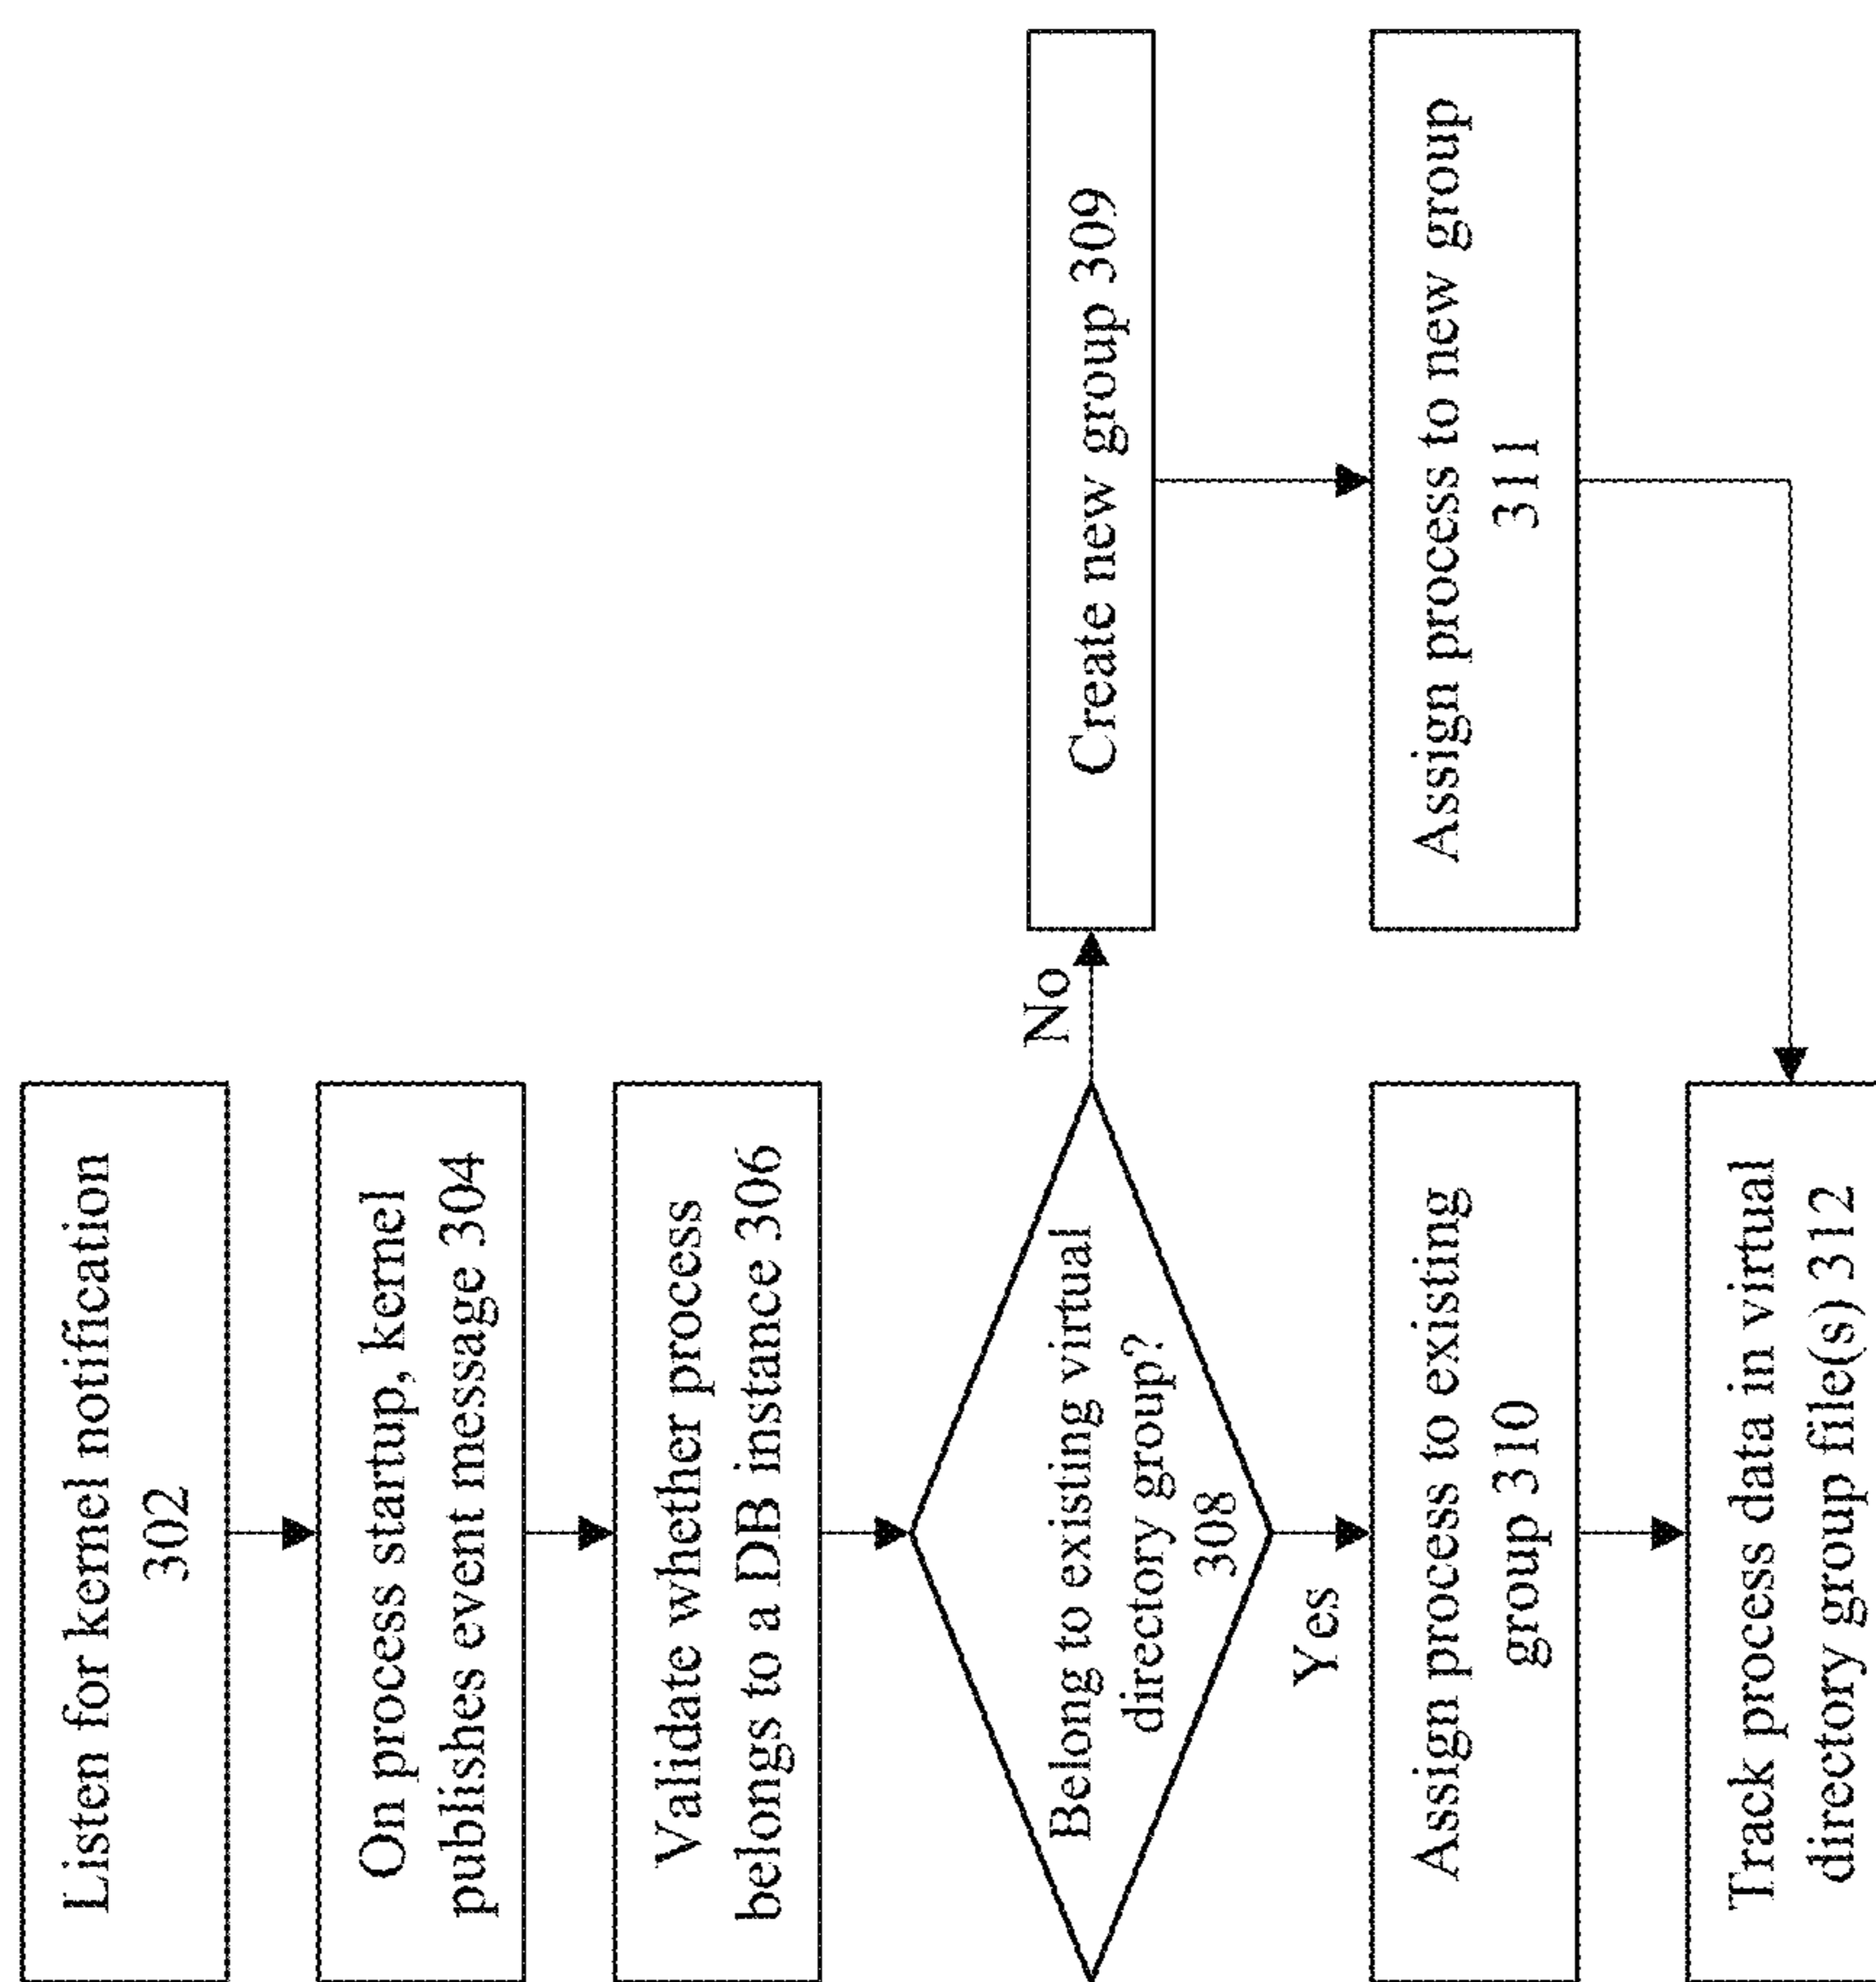 Listen for kernel notification
302
On process startup, kernel
publishes event message 304
Validate whether process
belongs to a DB instance 306
Belong to existing virtual
directory group?
308
No
Create new group 309
Assign process to new group
311
Yes
Assign process to existing
group 310
Track process data in virtual
directory group file(s) 312